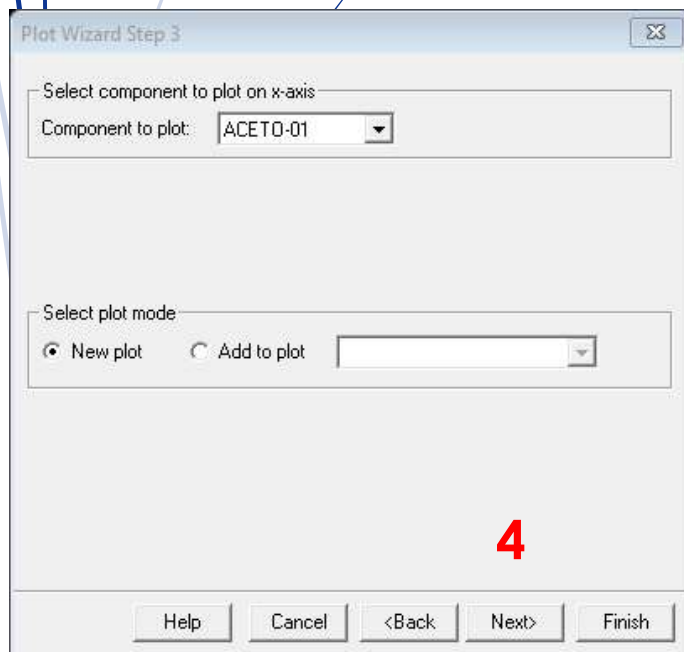 Plot Wizard Step 3
Select component to plot on x-axis
Component to plot: ACETO-01
Select plot mode
New plot Add to plot
4
Help Cancel <Back Next> Finish